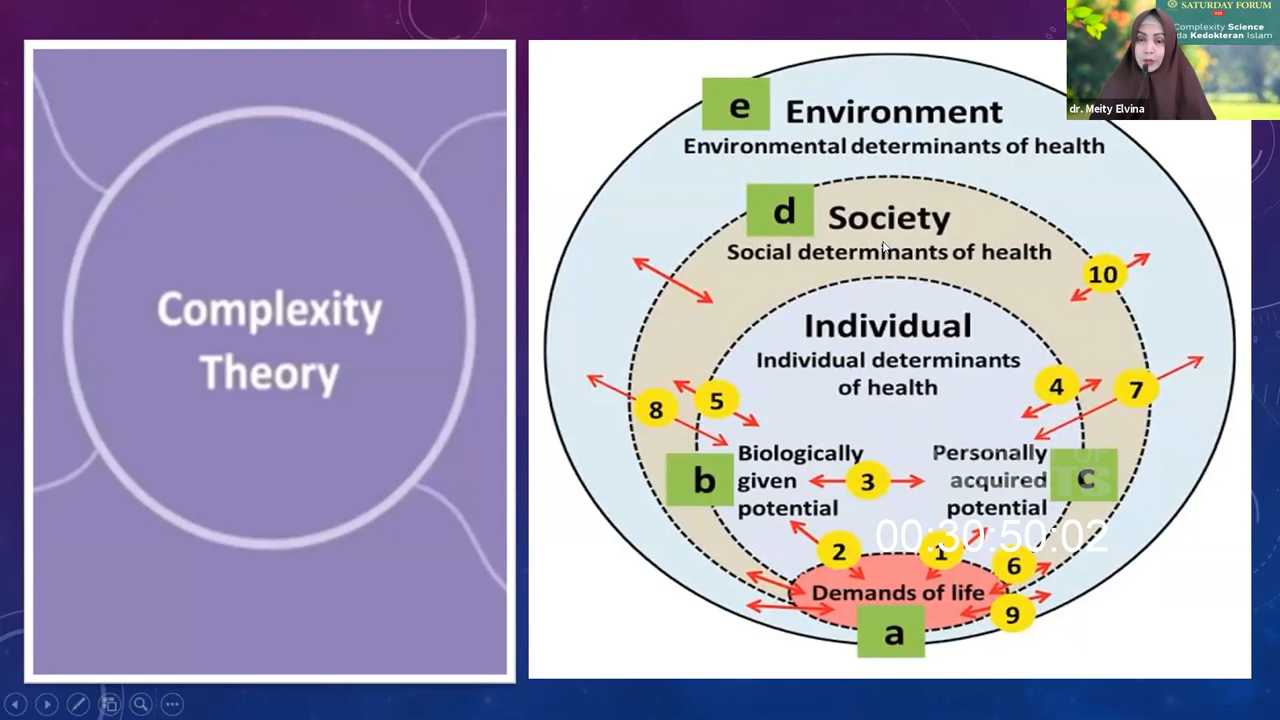 Complexity
Theory
e
Environment
Environmental determinants of health
d
Society
Social determinants of health
10
Individual
Individual determinants
of health
8
5
4
7
b
Biologically
given
potential
3
Personally
acquired
potential
c
00:30:50:02
2
1
6
Demands of life
9
a
SATURDAY FORUM
Complexity Science
da Kedokteran Islam
dr. Meity Elvina